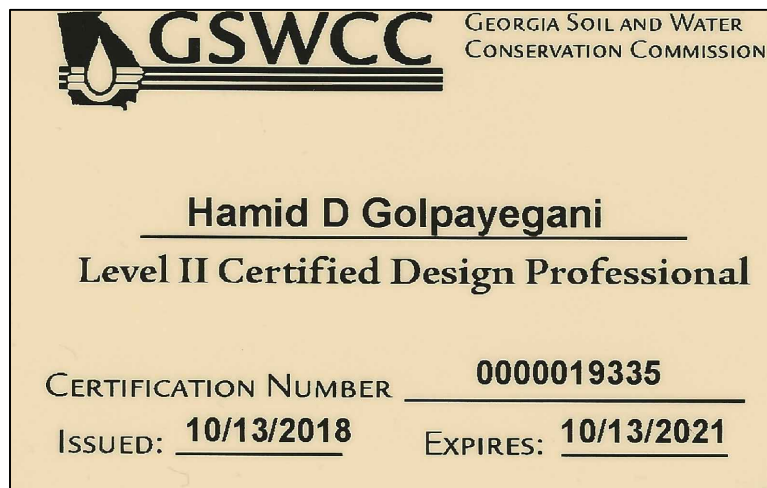 GSWCC
GEORGIA SOIL AND WATER
CONSERVATION COMMISSION
Hamid D Golpayegani
Level II Certified Design Professional
CERTIFICATION NUMBER 0000019335
ISSUED: 10/13/2018 EXPIRES: 10/13/2021